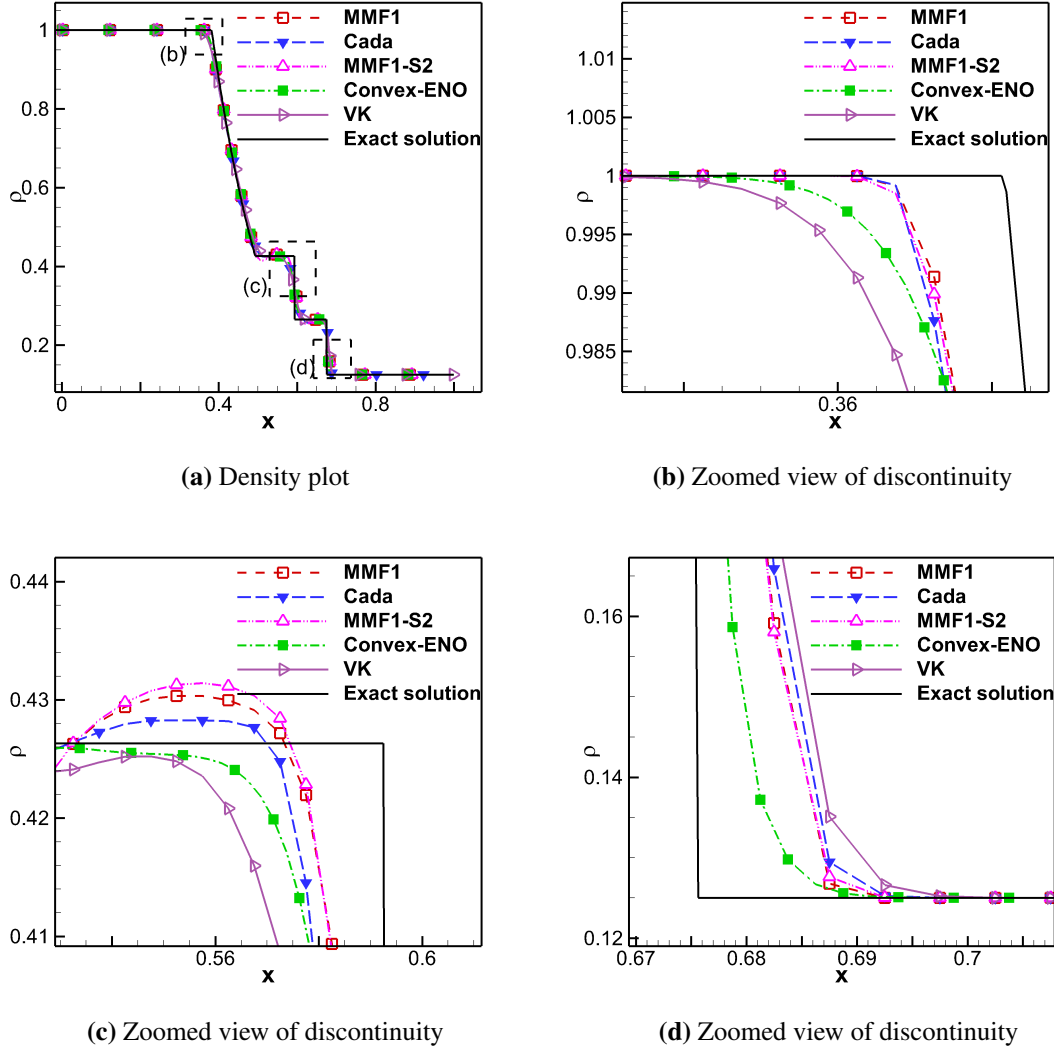 MMF1
Cada
MMF1-S2
Convex-ENO
VK
Exact solution
(b)
(c)
(d)
1
0.8
0.6
0.4
0.2
ρ
0
0.4
0.8
x
(a) Density plot
MMF1
Cada
MMF1-S2
Convex-ENO
VK
Exact solution
1.01
1.005
1
0.995
0.99
0.985
ρ
0.36
x
(b) Zoomed view of discontinuity
MMF1
Cada
MMF1-S2
Convex-ENO
VK
Exact solution
0.44
0.43
0.42
0.41
ρ
0.56
0.6
x
(c) Zoomed view of discontinuity
MMF1
Cada
MMF1-S2
Convex-ENO
VK
Exact solution
0.16
0.14
0.12
ρ
0.67
0.68
0.69
0.7
x
(d) Zoomed view of discontinuity